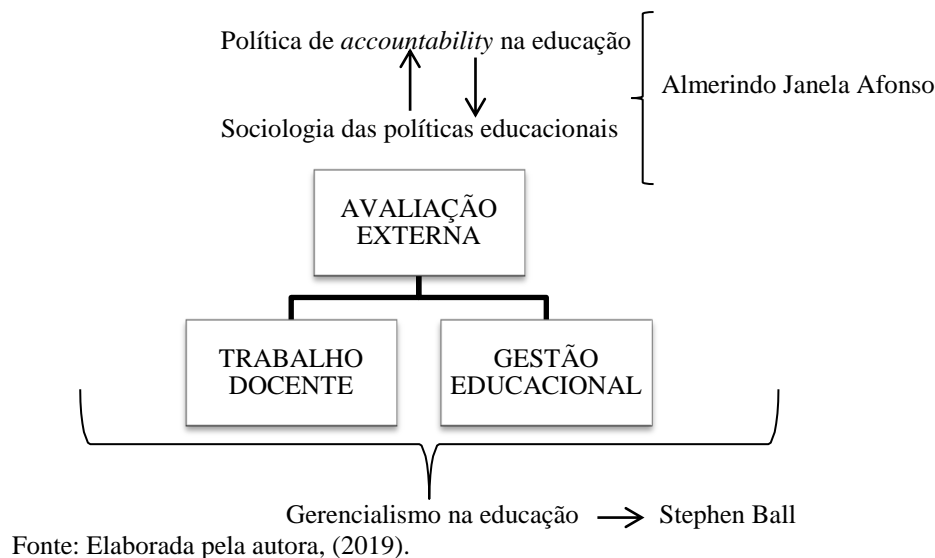 Política de accountability na educação
Almerindo Janela Afonso
Sociologia das políticas educacionais
AVALIAÇÃO
EXTERNA
TRABALHO
DOCENTE
GESTÃO
EDUCACIONAL
Gerencialismo na educação
Stephen Ball
Fonte: Elaborada pela autora, (2019).